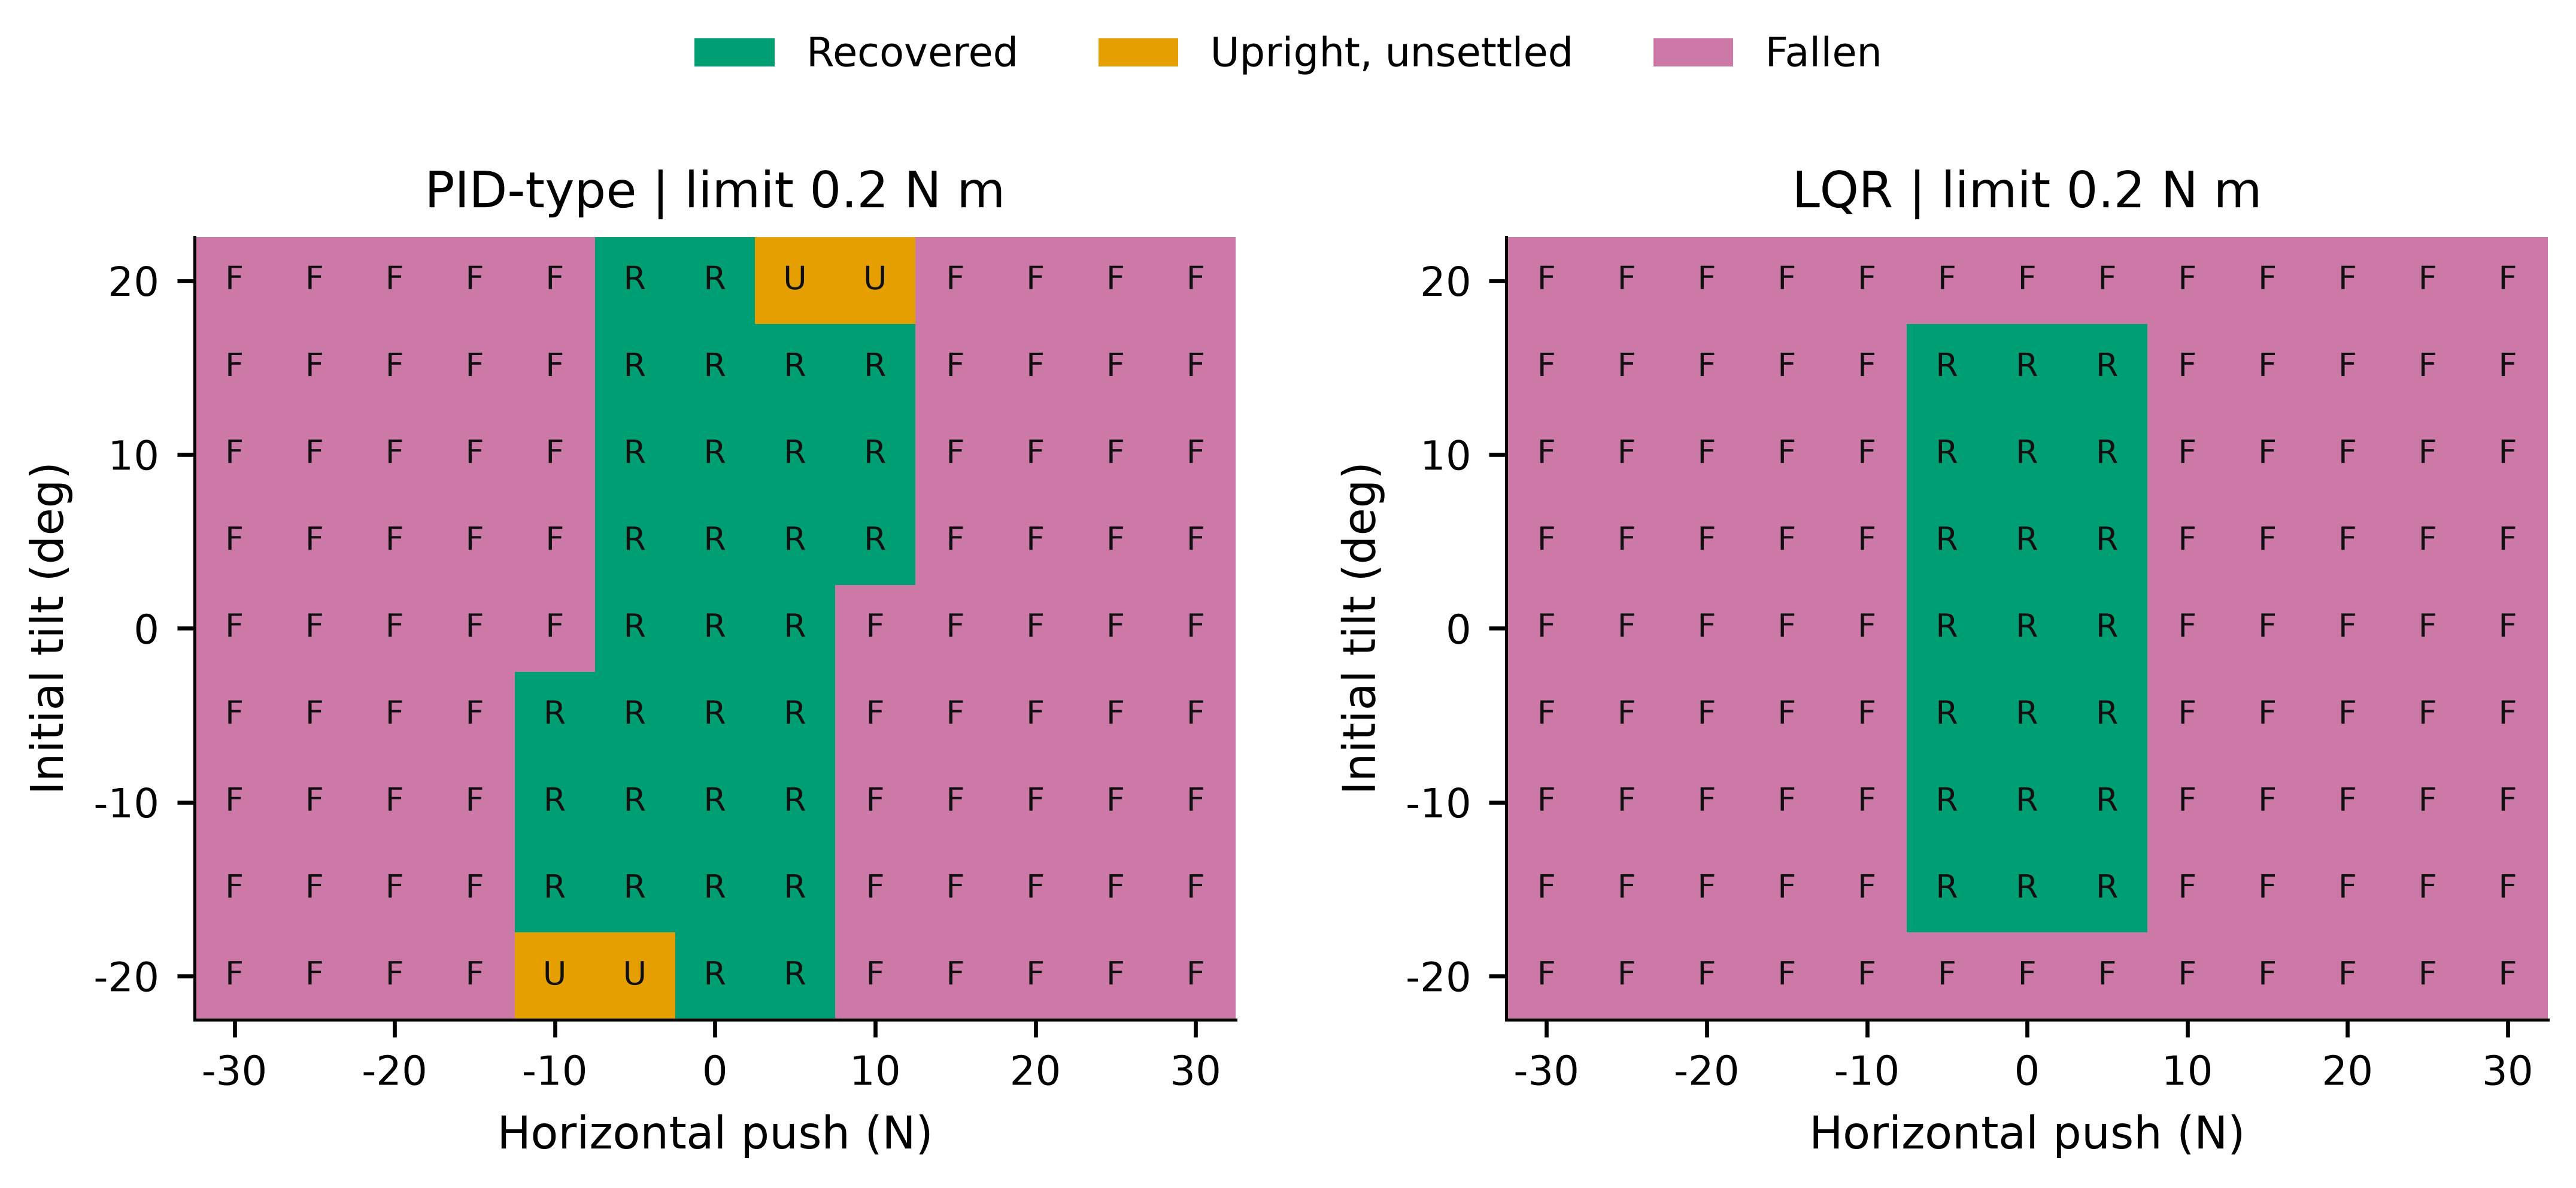 Recovered Upright, unsettled Fallen
PID-type | limit 0.2 N m
20 F F F F F R R U U F F F F
F F F F F R R R R F F F F
10 F F F F F R R R R F F F F
F F F F F R R R R F F F F
0 F F F F F R R R F F F F F
F F F F R R R R F F F F F
-10 F F F F R R R R F F F F F
F F F F R R R R F F F F F
-20 F F F F U U R R F F F F F
-30 -20 -10 0 10 20 30
Initial tilt (deg)
Horizontal push (N)
LQR | limit 0.2 N m
20 F F F F F F F F F F F F F
F F F F F R R R F F F F F
10 F F F F F R R R F F F F F
F F F F F R R R F F F F F
0 F F F F F R R R F F F F F
F F F F F R R R F F F F F
-10 F F F F F R R R F F F F F
F F F F F R R R F F F F F
-20 F F F F F F F F F F F F F
-30 -20 -10 0 10 20 30
Initial tilt (deg)
Horizontal push (N)